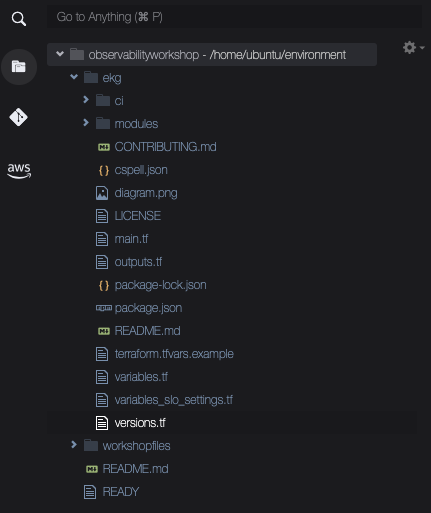 Go to Anything (⌘ P)
observabilityworkshop - /home/ubuntu/environment
ekg
ci
modules
CONTRIBUTING.md
cspell.json
diagram.png
LICENSE
main.tf
outputs.tf
package-lock.json
package.json
README.md
terraform.tfvars.example
variables.tf
variables_slo_settings.tf
versions.tf
workshopfiles
README.md
READY
aws